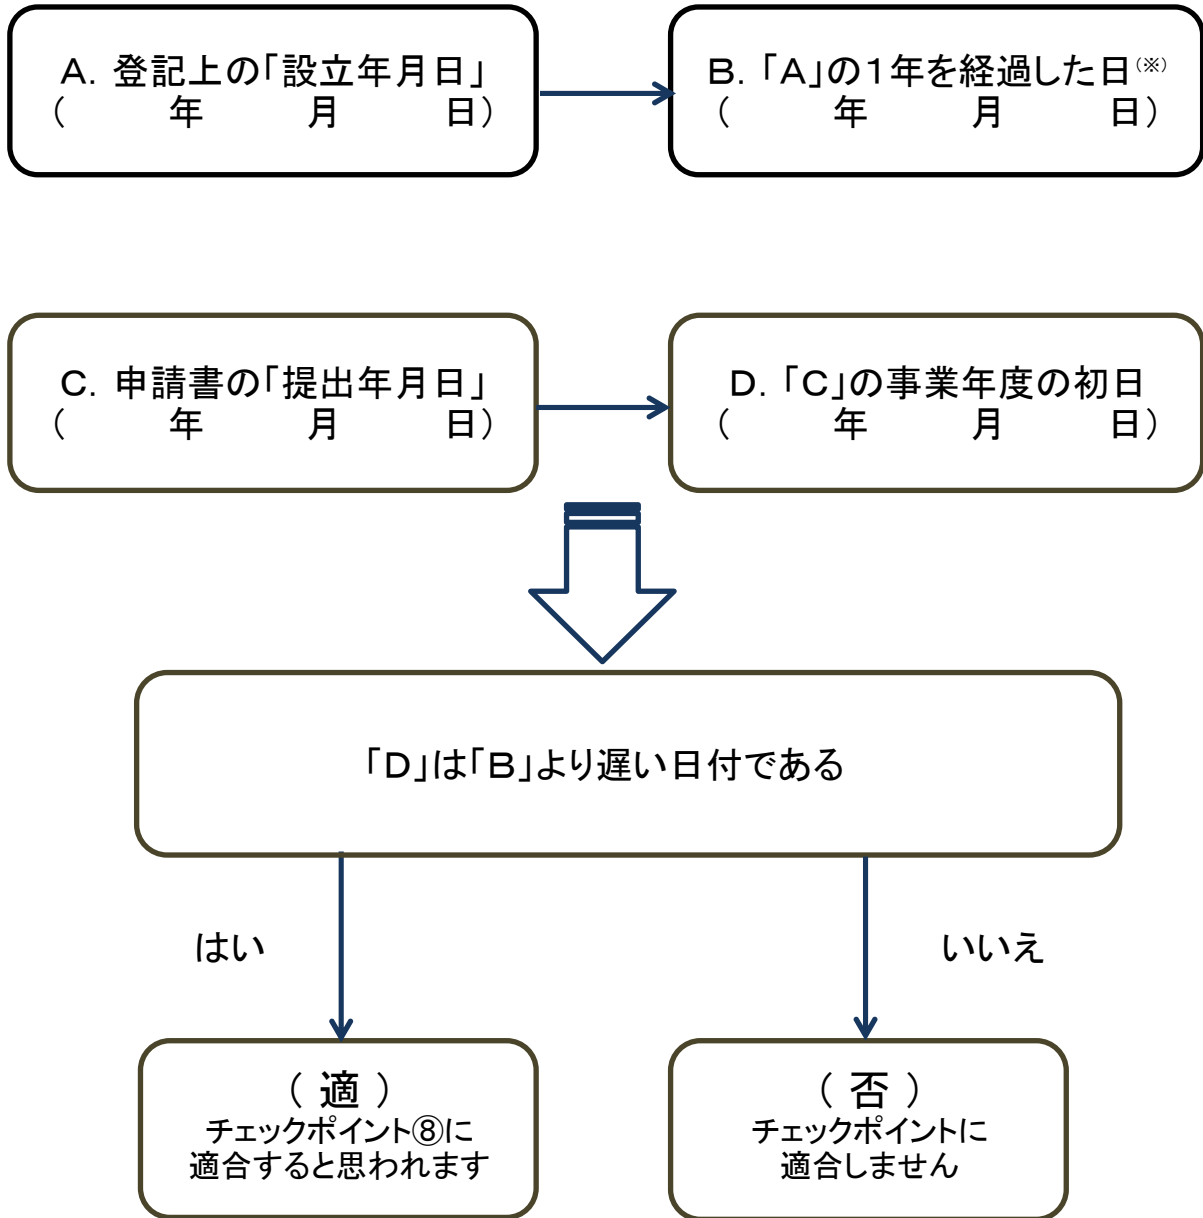 A. 登記上の「設立年月日」
( 年 月 日)
B. 「A」の1年を経過した日(※)
( 年 月 日)
C. 申請書の「提出年月日」
( 年 月 日)
D. 「C」の事業年度の初日
( 年 月 日)
「D」は「B」より遅い日付である
はい
いいえ
( 適 )
チェックポイント⑧に
適合すると思われます
( 否 )
チェックポイントに
適合しません